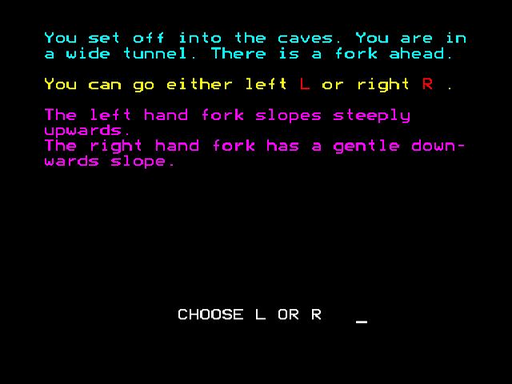 You set off into the caves. You are in
a wide tunnel. There is a fork ahead.
You can go either left L or right R .
The left hand fork slopes steeply
upwards.
The right hand fork has a gentle down-
wards slope.
CHOOSE L OR R _